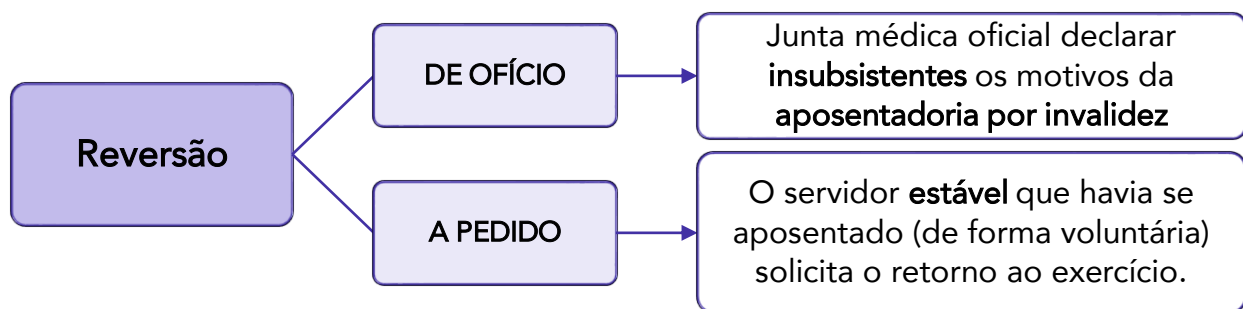 Reversão
DE OFÍCIO
Junta médica oficial declarar
insubsistentes os motivos da
aposentadoria por invalidez
A PEDIDO
O servidor estável que havia se
aposentado (de forma voluntária)
solicita o retorno ao exercício.